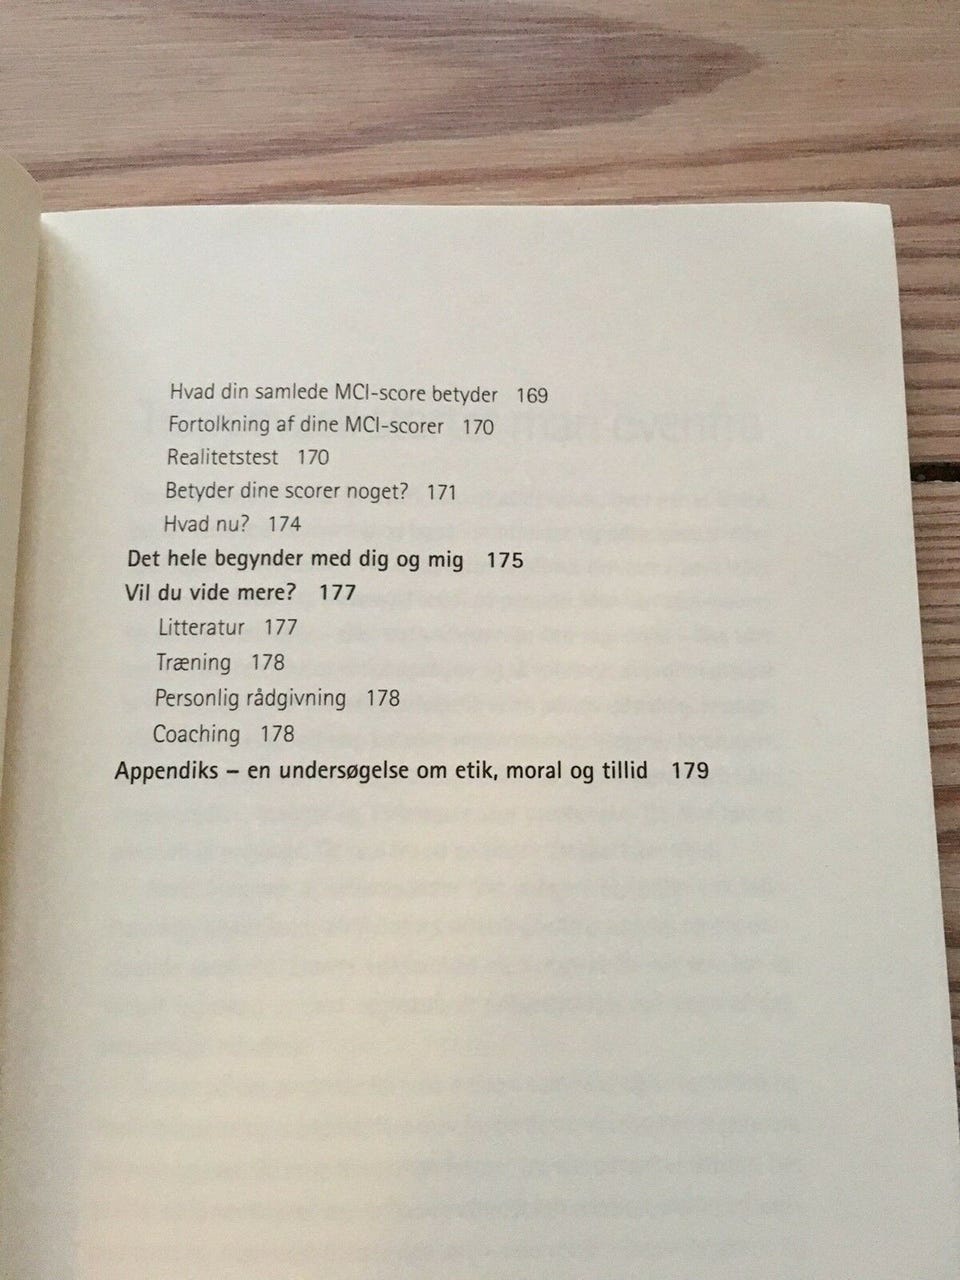 Hvad din samlede MCI-score betyder 169
Fortolkning af dine MCI-scorer 170
Realitetstest 170
Betyder dine scorer noget? 171
Hvad nu? 174
Det hele begynder med dig og mig 175
Vil du vide mere? 177
Litteratur 177
Træning 178
Personlig rådgivning 178
Coaching 178
Appendiks – en undersøgelse om etik, moral og tillid 179